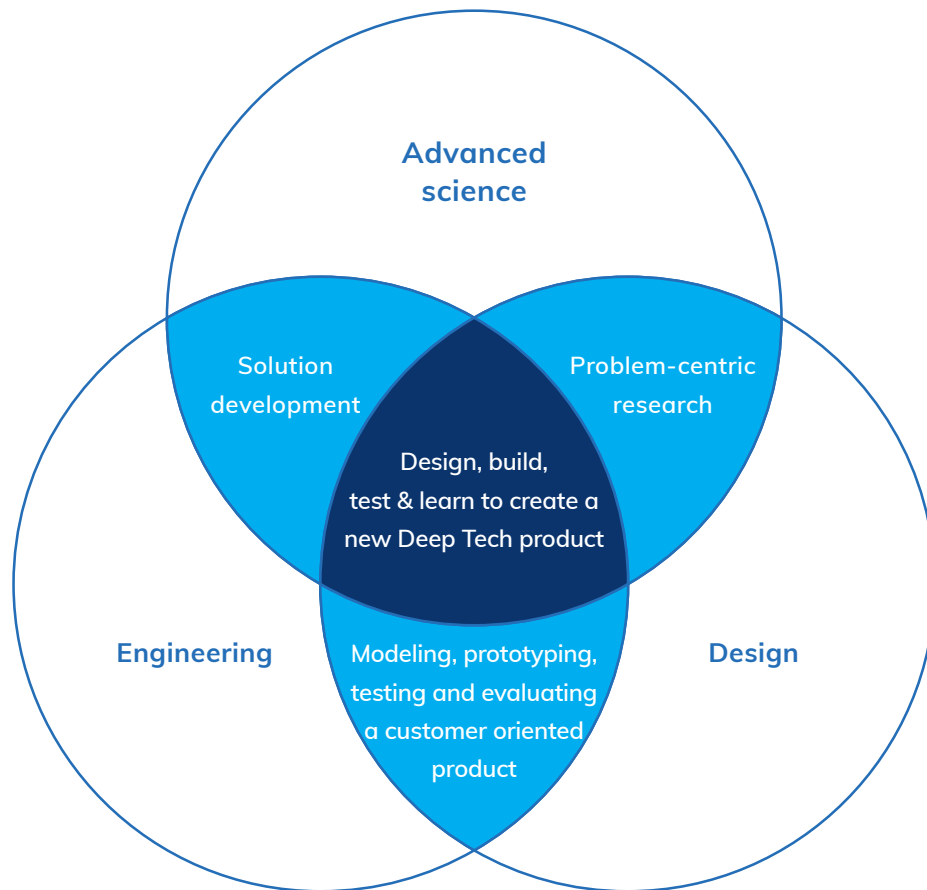 Advanced
science
Solution
development
Problem-centric
research
Design, build,
test & learn to create a
new Deep Tech product
Engineering
Modeling, prototyping,
testing and evaluating
a customer oriented
product
Design